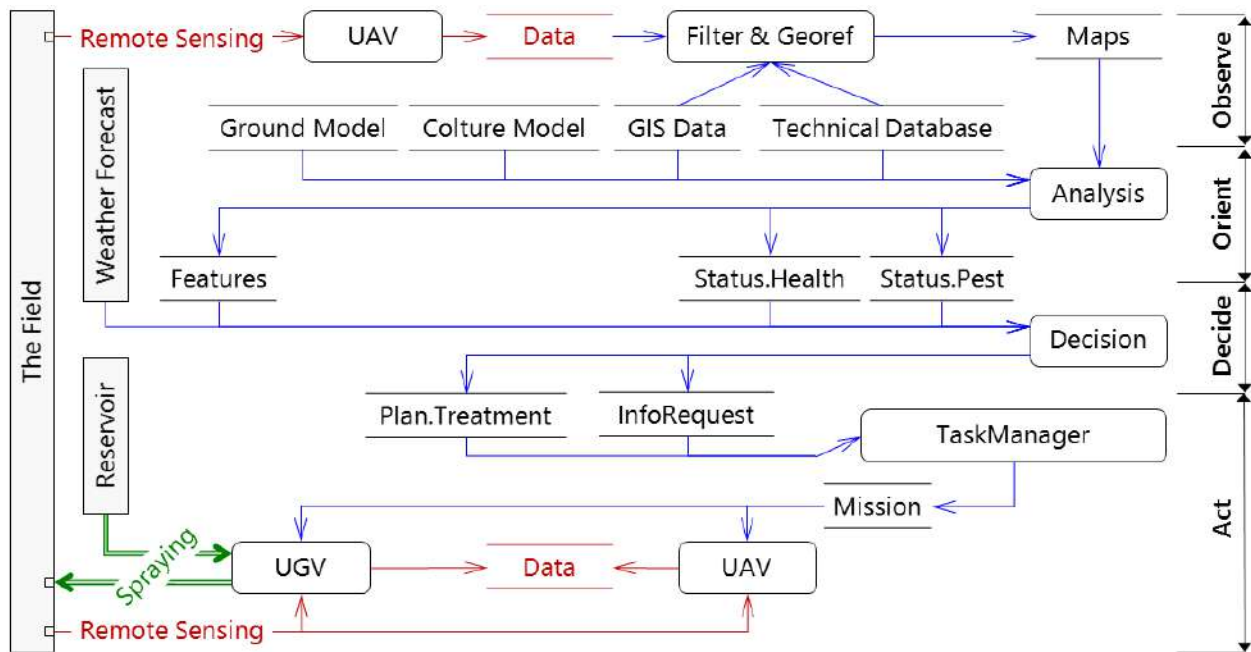 Remote Sensing
UAV
Data
Filter & Georef
Maps
Observe
Weather Forecast
Ground Model
Colture Model
GIS Data
Technical Database
Analysis
Orient
The Field
Features
Status.Health
Status.Pest
Decision
Decide
Reservoir
Plan.Treatment
InfoRequest
TaskManager
Mission
Act
Spraying
UGV
Data
UAV
Remote Sensing